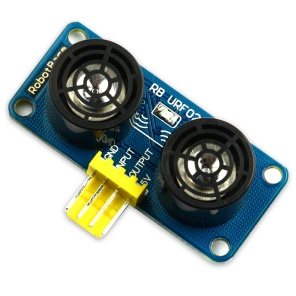 RobotBase
RB URF02
GND
INPUT
OUTPUT
5V